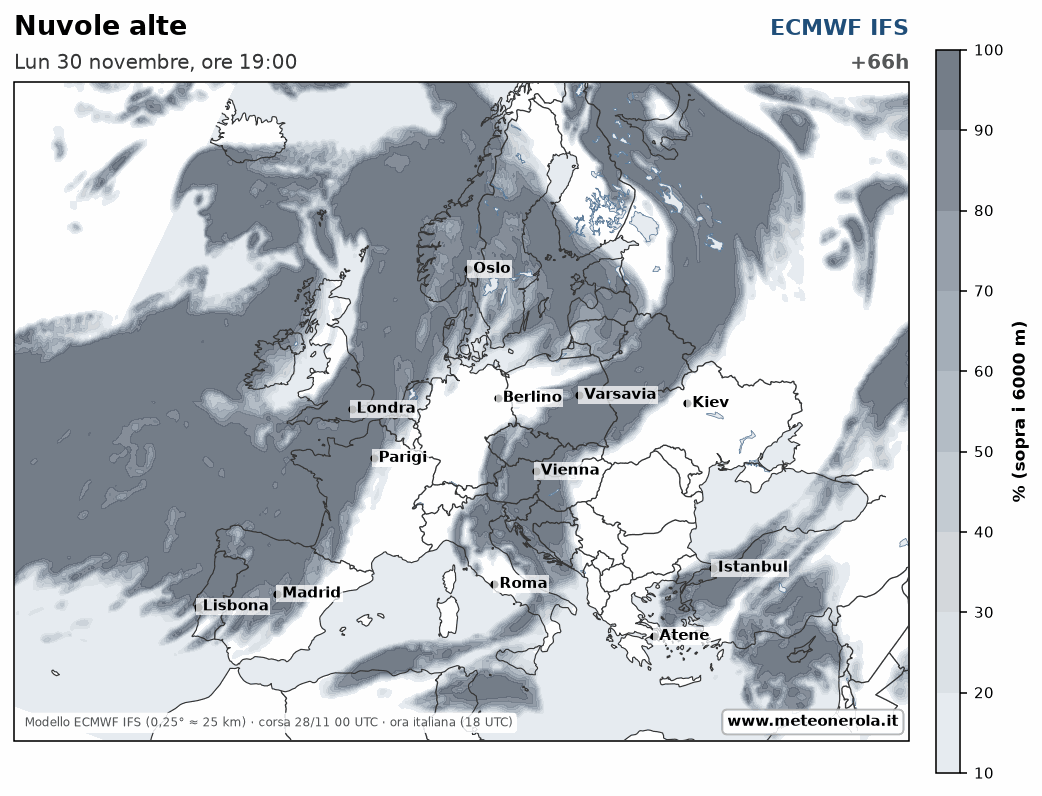 Nuvole alte
ECMWF IFS
Lun 30 novembre, ore 19:00
+66h
100
90
80
70
60
50
40
30
20
10
% (sopra i 6000 m)
Oslo
Berlino
Varsavia
Kiev
Londra
Parigi
Vienna
Istanbul
Roma
Madrid
Lisbona
Atene
Modello ECMWF IFS (0,25° ≈ 25 km) · corsa 28/11 00 UTC · ora italiana (18 UTC)
www.meteonerola.it